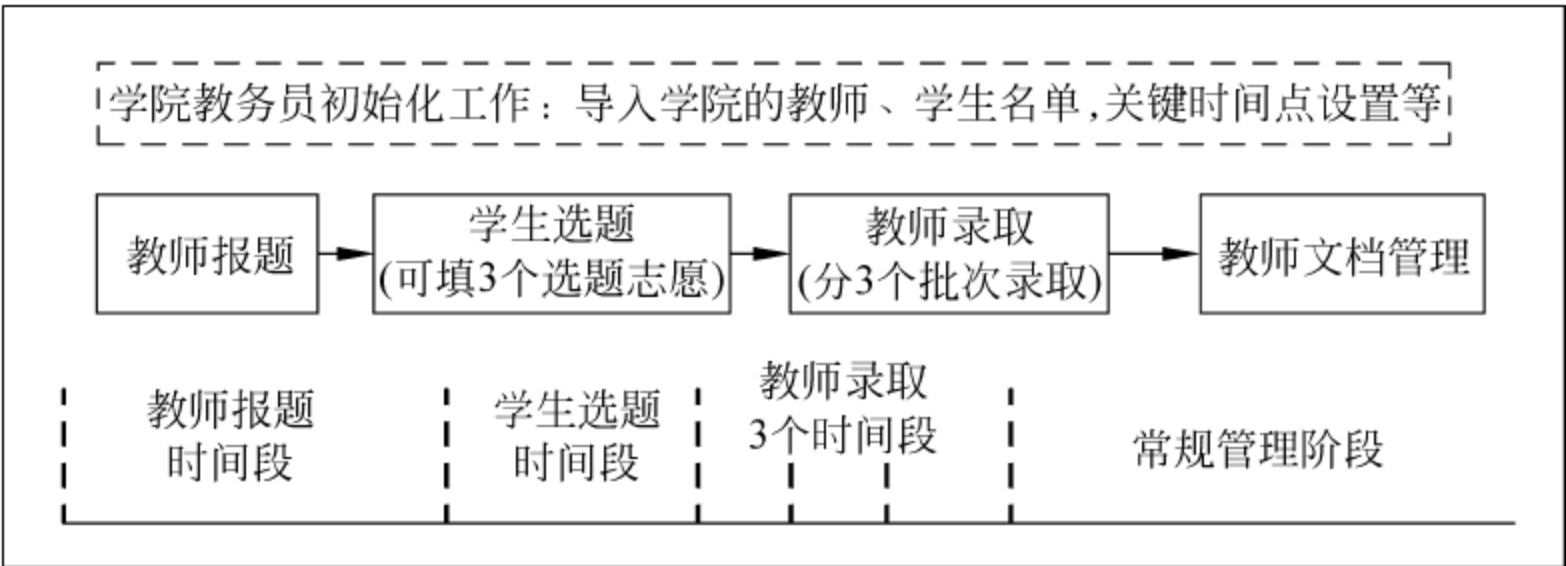 学院教务员初始化工作：导入学院的教师、学生名单,关键时间点设置等
教师报题
学生选题
(可填3个选题志愿)
教师录取
(分3个批次录取)
教师文档管理
教师报题
时间段
学生选题
时间段
教师录取
3个时间段
常规管理阶段